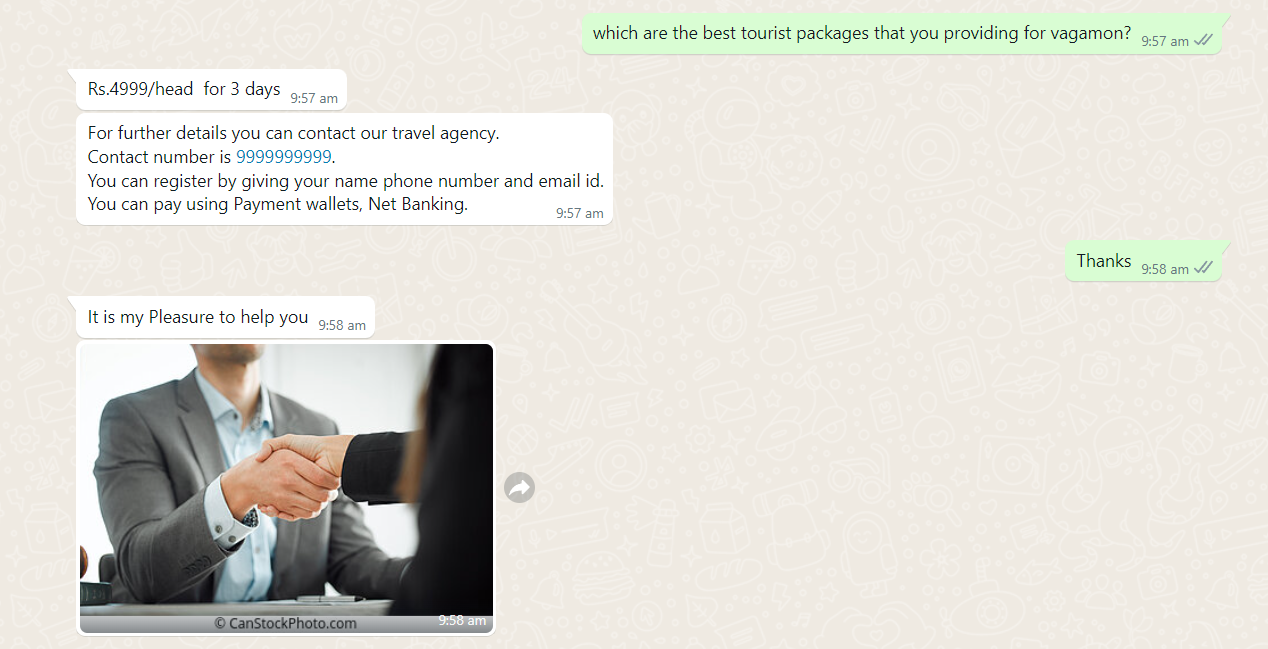 which are the best tourist packages that you providing for vagamon? 9:57 am
Rs.4999/head for 3 days 9:57 am
For further details you can contact our travel agency.
Contact number is 9999999999.
You can register by giving your name phone number and email id.
You can pay using Payment wallets, Net Banking. 9:57 am
Thanks 9:58 am
It is my Pleasure to help you 9:58 am
© CanStockPhoto.com 9:58 am